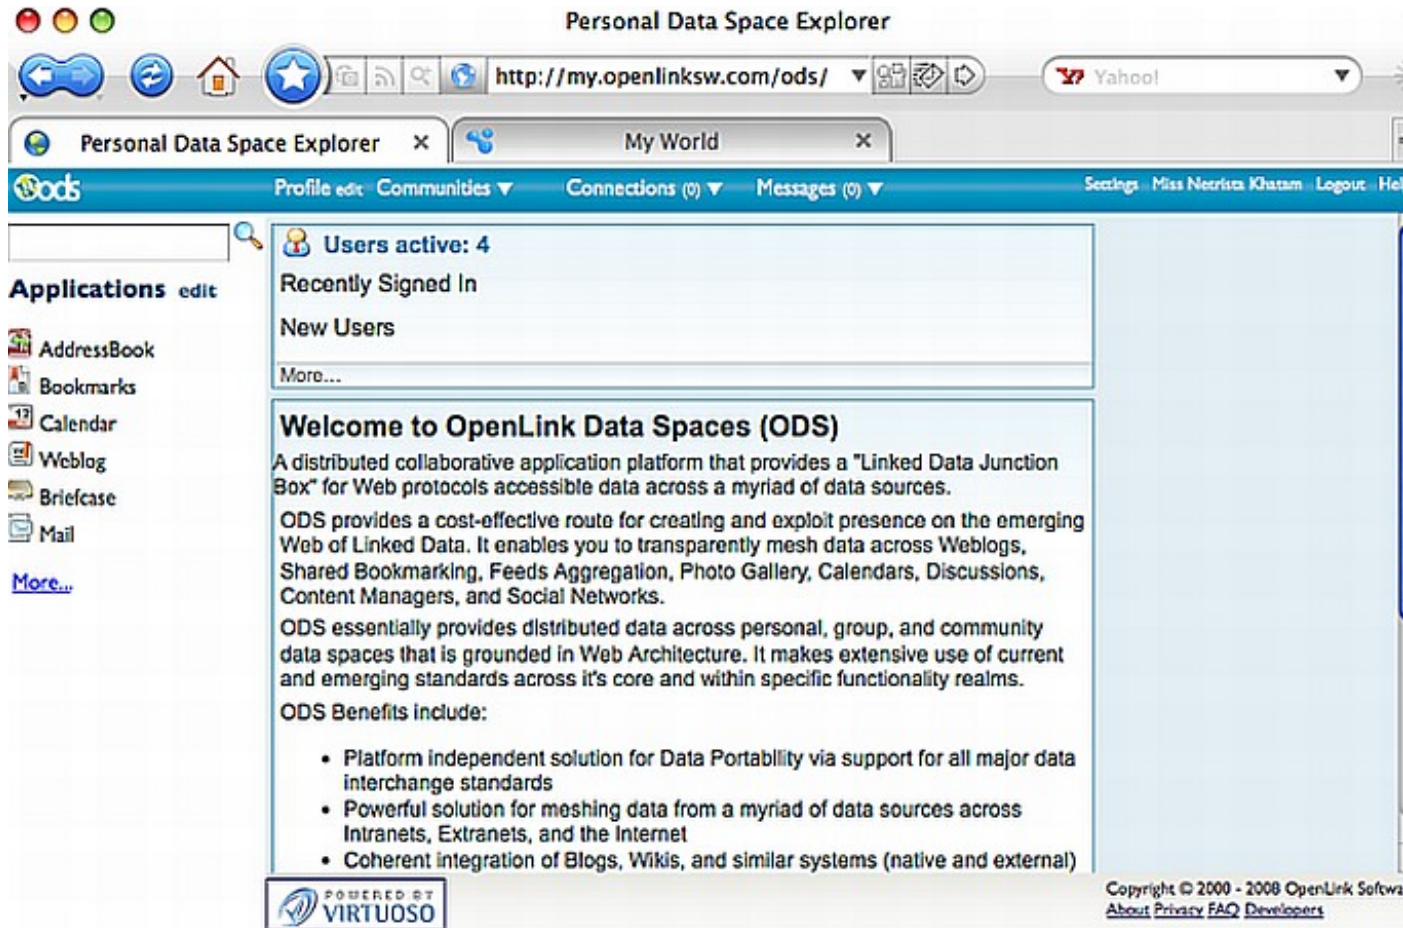 Personal Data Space Explorer
http://my.openlinksw.com/ods/
Yahoo!
Personal Data Space Explorer
My World
ods
Profile edit Communities Connections (0) Messages (0) Settings Miss Netrista Khatam Logout Hel
Users active: 4
Recently Signed In
Applications edit
New Users
AddressBook
More...
Bookmarks
Calendar
Weblog
Briefcase
Mail
More...
Welcome to OpenLink Data Spaces (ODS)
A distributed collaborative application platform that provides a "Linked Data Junction
Box" for Web protocols accessible data across a myriad of data sources.
ODS provides a cost-effective route for creating and exploit presence on the emerging
Web of Linked Data. It enables you to transparently mesh data across Weblogs,
Shared Bookmarking, Feeds Aggregation, Photo Gallery, Calendars, Discussions,
Content Managers, and Social Networks.
ODS essentially provides distributed data across personal, group, and community
data spaces that is grounded in Web Architecture. It makes extensive use of current
and emerging standards across it's core and within specific functionality realms.
ODS Benefits include:
• Platform independent solution for Data Portability via support for all major data
interchange standards
• Powerful solution for meshing data from a myriad of data sources across
Intranets, Extranets, and the Internet
• Coherent integration of Blogs, Wikis, and similar systems (native and external)
POWERED BY
VIRTUOSO
Copyright © 2000 - 2008 OpenLink Softwa
About Privacy FAQ Developers